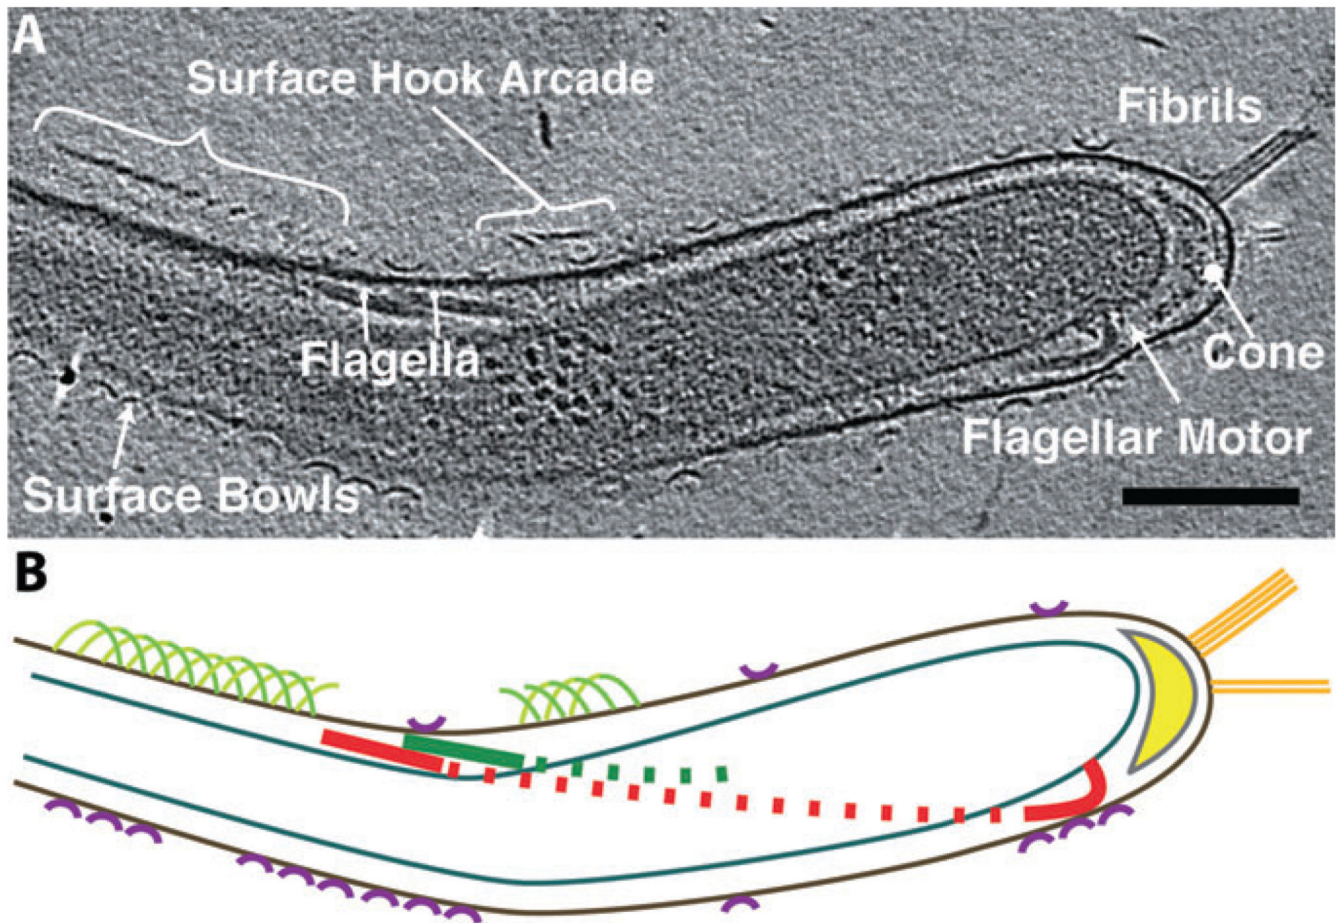 A
Surface Hook Arcade
Fibrils
Flagella
Cone
Flagellar Motor
Surface Bowls
B